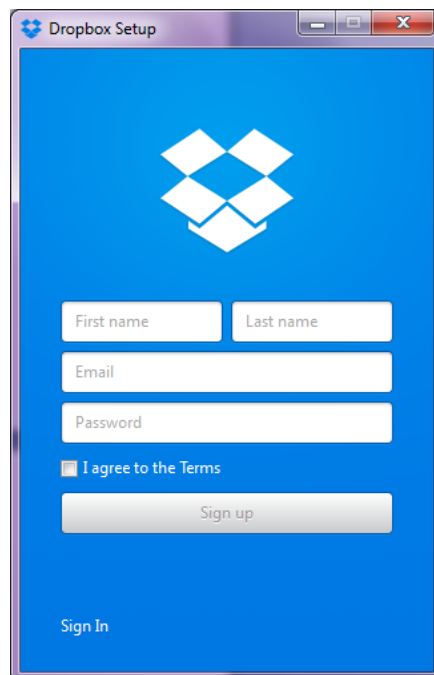 Dropbox Setup
First name Last name
Email
Password
I agree to the Terms
Sign up
Sign In